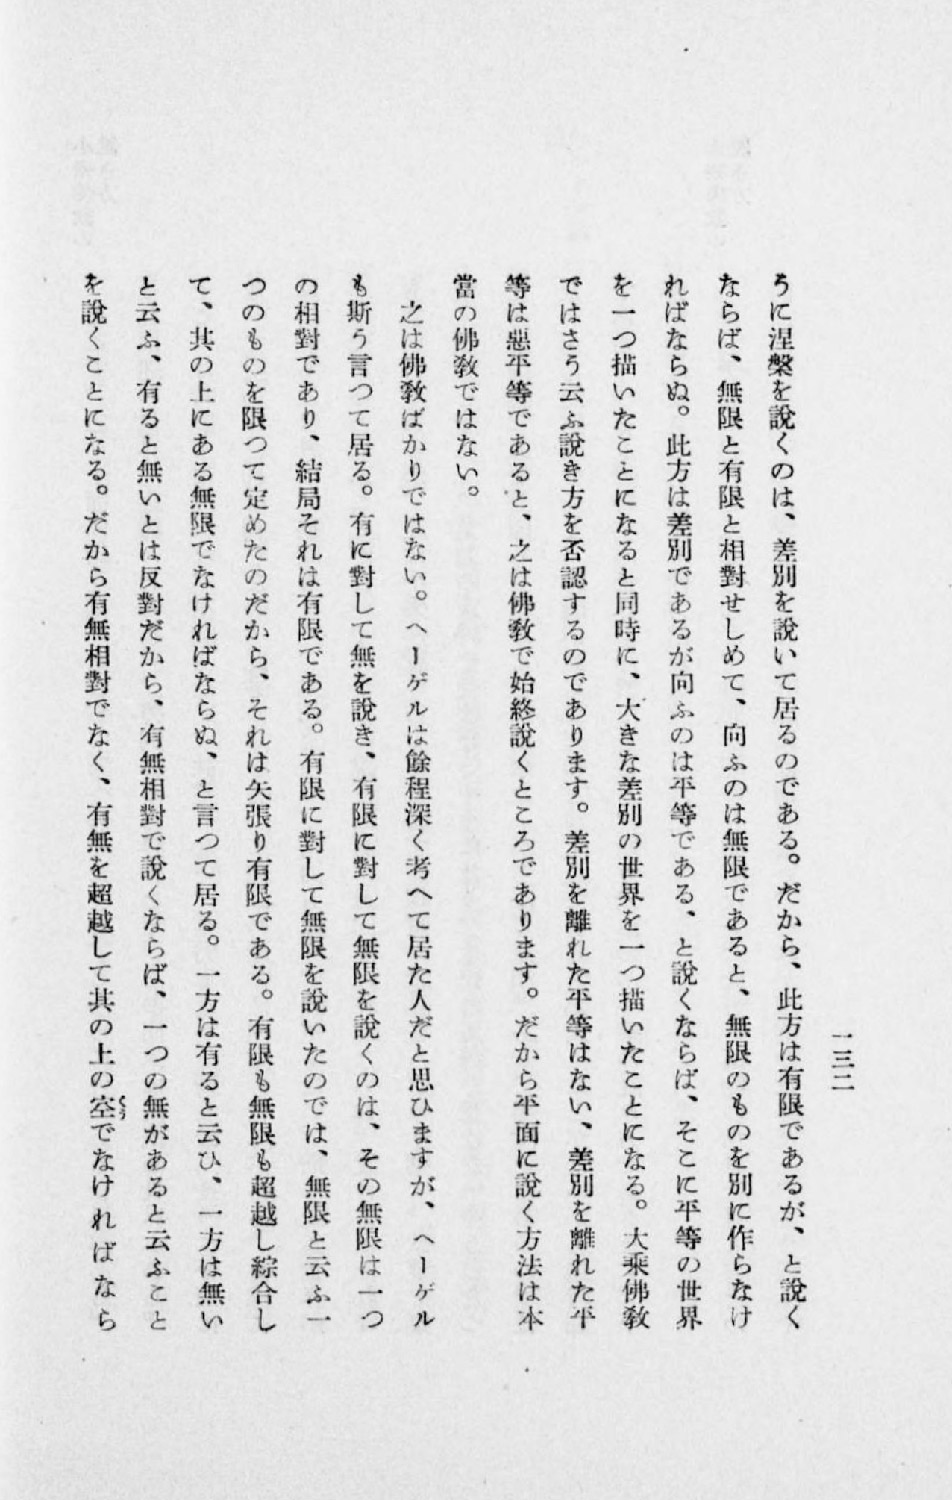 一三二
うに涅槃を說くのは、差別を說いて居るのである。だから、此方は有限であるが、と說く
ならば、無限と有限と相對せしめて、向ふのは無限であると、無限のものを別に作らなけ
ればならぬ。此方は差別であるが向ふのは平等である、と說くならば、そこに平等の世界
を一つ描いたことになると同時に、大きな差別の世界を一つ描いたことになる。大乘佛敎
ではさう云ふ說き方を否認するのであります。差別を離れた平等はない、差別を離れた平
等は惡平等であると、之は佛敎で始終說くところであります。だから平面に說く方法は本
當の佛敎ではない。
之は佛敎ばかりではない。ヘーゲルは餘程深く考へて居た人だと思ひますが、ヘーゲル
も斯う言つて居る。有に對して無を說き、有限に對して無限を說くのは、その無限は一つ
の相對であり、結局それは有限である。有限に對して無限を說いたのでは、無限と云ふ一
つのものを限つて定めたのだから、それは矢張り有限である。有限も無限も超越し綜合し
て、其の上にある無限でなければならぬ、と言つて居る。一方は有ると云ひ、一方は無い
と云ふ、有ると無いとは反對だから、有無相對で說くならば、一つの無があると云ふこと
を說くことになる。だから有無相對でなく、有無を超越して其の上の空でなければなら